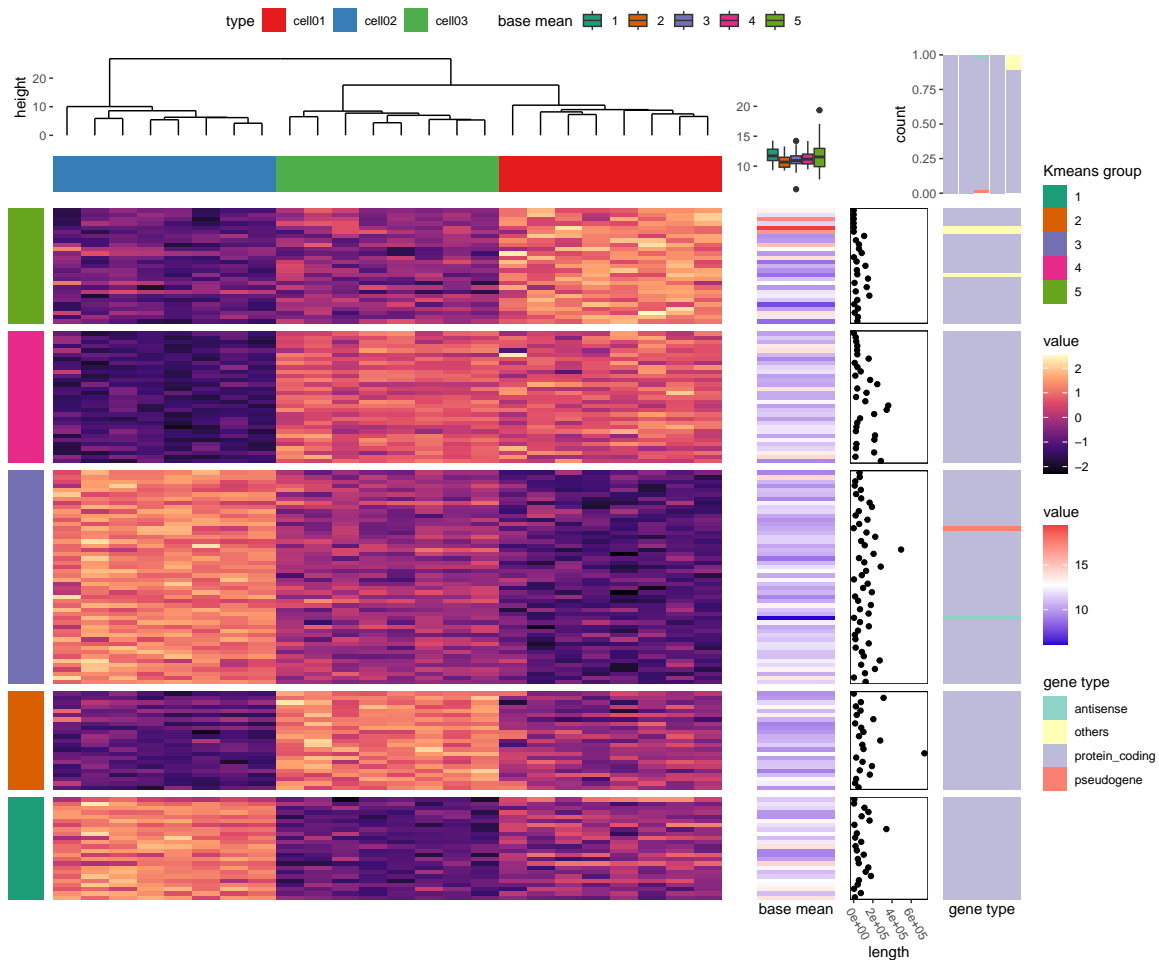 type cell01 cell02 cell03 base mean 1 2 3 4 5
height
20
10
0
20
15
10
count
1.00
0.75
0.50
0.25
0.00
Kmeans group
1
2
3
4
5
value
2
1
0
−1
−2
value
15
10
gene type
antisense
others
protein_coding
pseudogene
base mean
0e+00
2e+05
4e+05
6e+05
length
gene type